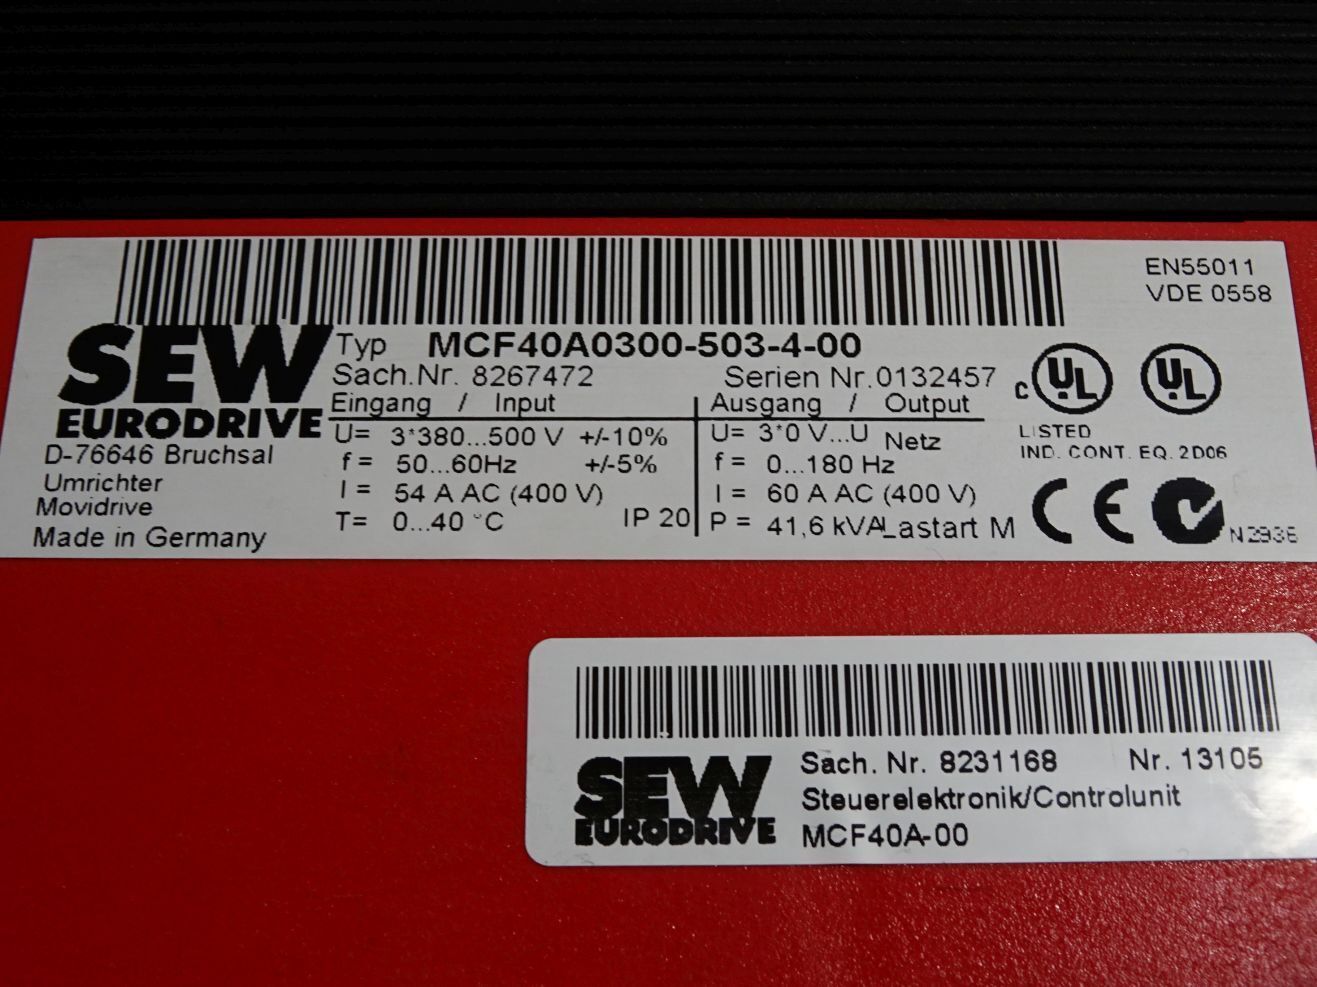 EN55011
VDE 0558
SEW
EURODRIVE
D-76646 Bruchsal
Umrichter
Movidrive
Made in Germany
Typ MCF40A0300-503-4-00
Sach.Nr. 8267472 Serien Nr.0132457
Eingang / Input Ausgang / Output
U= 3*380...500 V +/-10% U= 3*0 V...U Netz
f = 50...60Hz +/-5% f = 0...180 Hz
I = 54 A AC (400 V) I = 60 A AC (400 V)
T= 0...40 °C IP 20 P = 41,6 kVA Lastart M
c UL UL
LISTED
IND. CONT. EQ. 2D06
CE
SEW
EURODRIVE
Sach. Nr. 8231168 Nr. 13105
Steuerelektronik/Controlunit
MCF40A-00